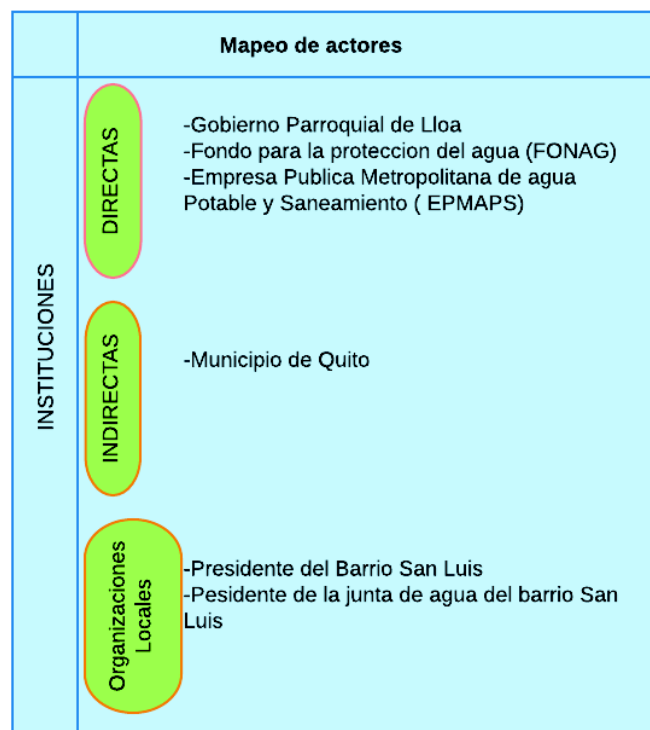 Mapeo de actores
INSTITUCIONES
DIRECTAS
-Gobierno Parroquial de Lloa
-Fondo para la proteccion del agua (FONAG)
-Empresa Publica Metropolitana de agua
Potable y Saneamiento ( EPMAPS)
INDIRECTAS
-Municipio de Quito
Organizaciones
Locales
-Presidente del Barrio San Luis
-Pesidente de la junta de agua del barrio San
Luis